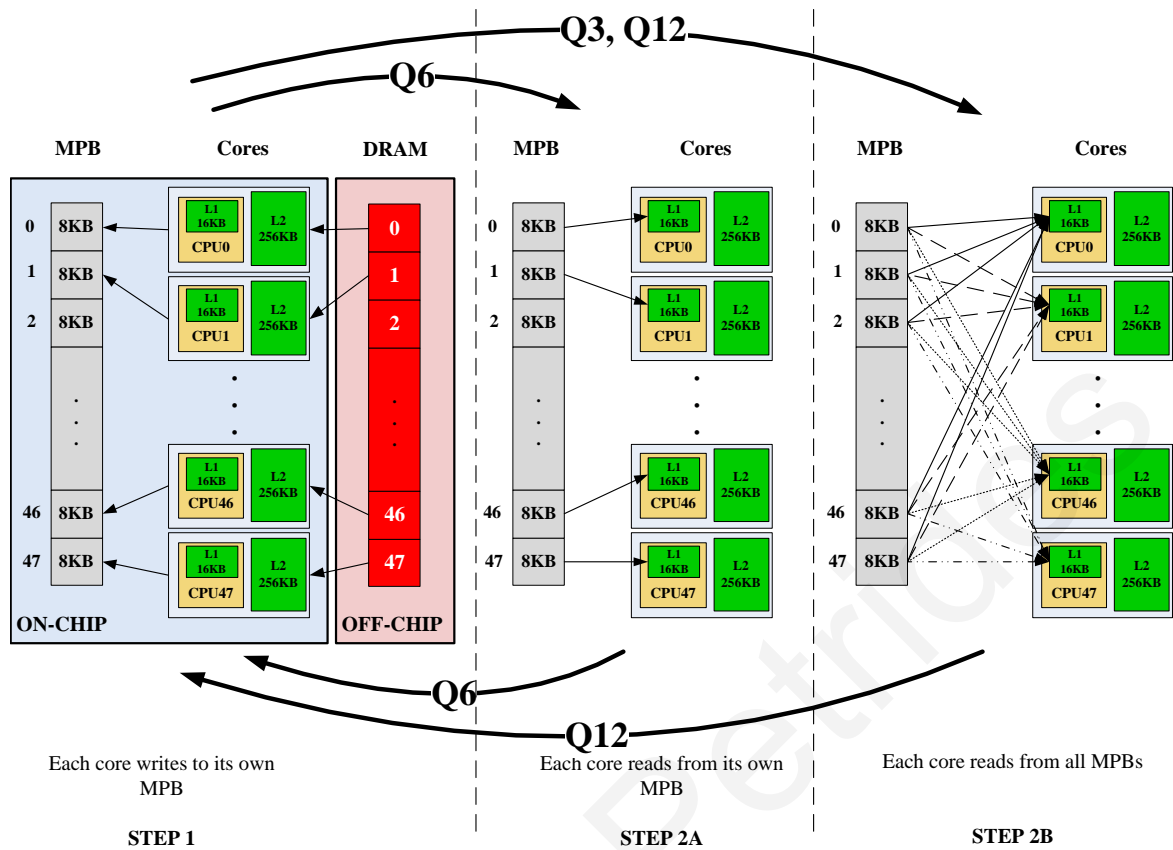 Q3, Q12
Q6
MPB Cores DRAM MPB Cores MPB Cores
0 8KB L1 16KB CPU0 L2 256KB 0 0 8KB L1 16KB CPU0 L2 256KB 0 8KB L1 16KB CPU0 L2 256KB
1 8KB L1 16KB CPU1 L2 256KB 1 1 8KB L1 16KB CPU1 L2 256KB 1 8KB L1 16KB CPU1 L2 256KB
2 8KB 2 2 8KB 2 8KB
46 8KB L1 16KB CPU46 L2 256KB 46 46 8KB L1 16KB CPU46 L2 256KB 46 8KB L1 16KB CPU46 L2 256KB
47 8KB L1 16KB CPU47 L2 256KB 47 47 8KB L1 16KB CPU47 L2 256KB 47 8KB L1 16KB CPU47 L2 256KB
ON-CHIP OFF-CHIP
Q6
Q12
Each core writes to its own
MPB
Each core reads from its own
MPB
Each core reads from all MPBs
STEP 1 STEP 2A STEP 2B
Petrides